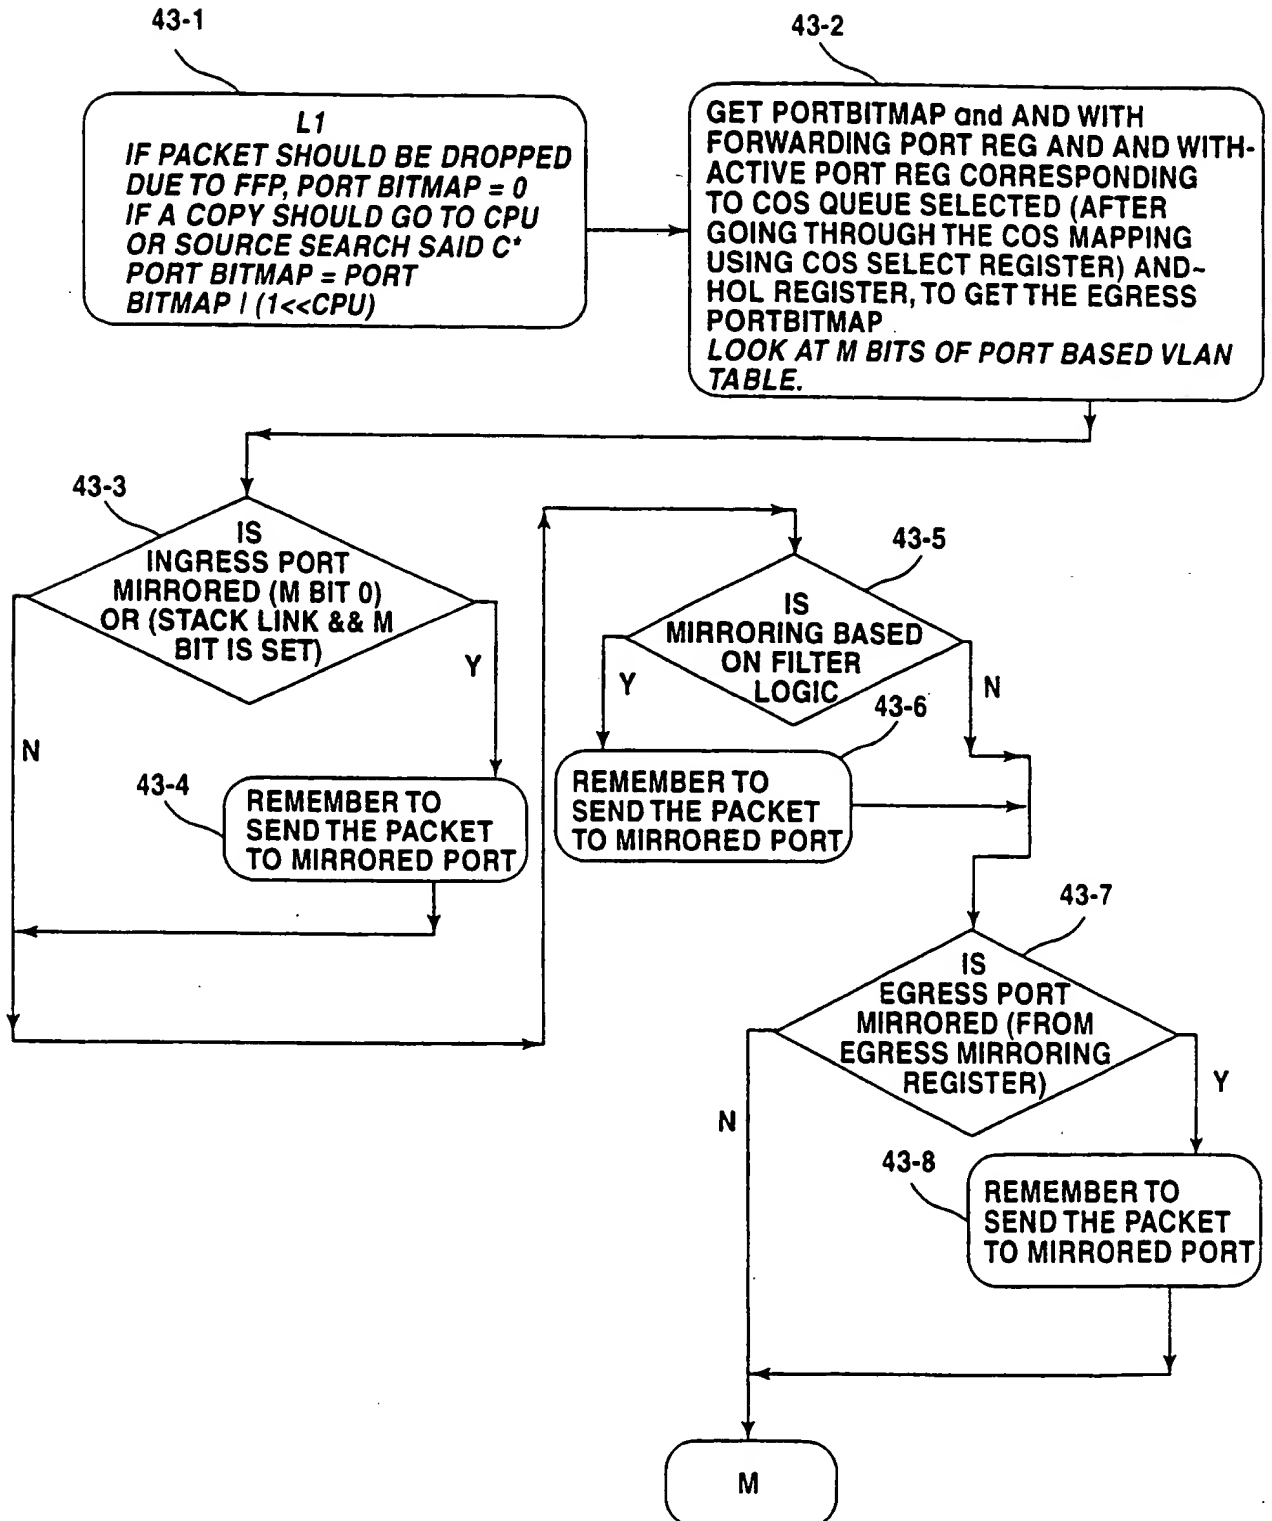 43-1
L1
IF PACKET SHOULD BE DROPPED
DUE TO FFP, PORT BITMAP = 0
IF A COPY SHOULD GO TO CPU
OR SOURCE SEARCH SAID C*
PORT BITMAP = PORT
BITMAP | (1<<CPU)
43-2
GET PORTBITMAP and AND WITH
FORWARDING PORT REG AND AND WITH-
ACTIVE PORT REG CORRESPONDING
TO COS QUEUE SELECTED (AFTER
GOING THROUGH THE COS MAPPING
USING COS SELECT REGISTER) AND~
HOL REGISTER, TO GET THE EGRESS
PORTBITMAP
LOOK AT M BITS OF PORT BASED VLAN
TABLE.
43-3
IS
INGRESS PORT
MIRRORED (M BIT 0)
OR (STACK LINK && M
BIT IS SET)
Y
N
43-4
REMEMBER TO
SEND THE PACKET
TO MIRRORED PORT
43-5
IS
MIRRORING BASED
ON FILTER
LOGIC
Y
N
43-6
REMEMBER TO
SEND THE PACKET
TO MIRRORED PORT
43-7
IS
EGRESS PORT
MIRRORED (FROM
EGRESS MIRRORING
REGISTER)
Y
N
43-8
REMEMBER TO
SEND THE PACKET
TO MIRRORED PORT
M